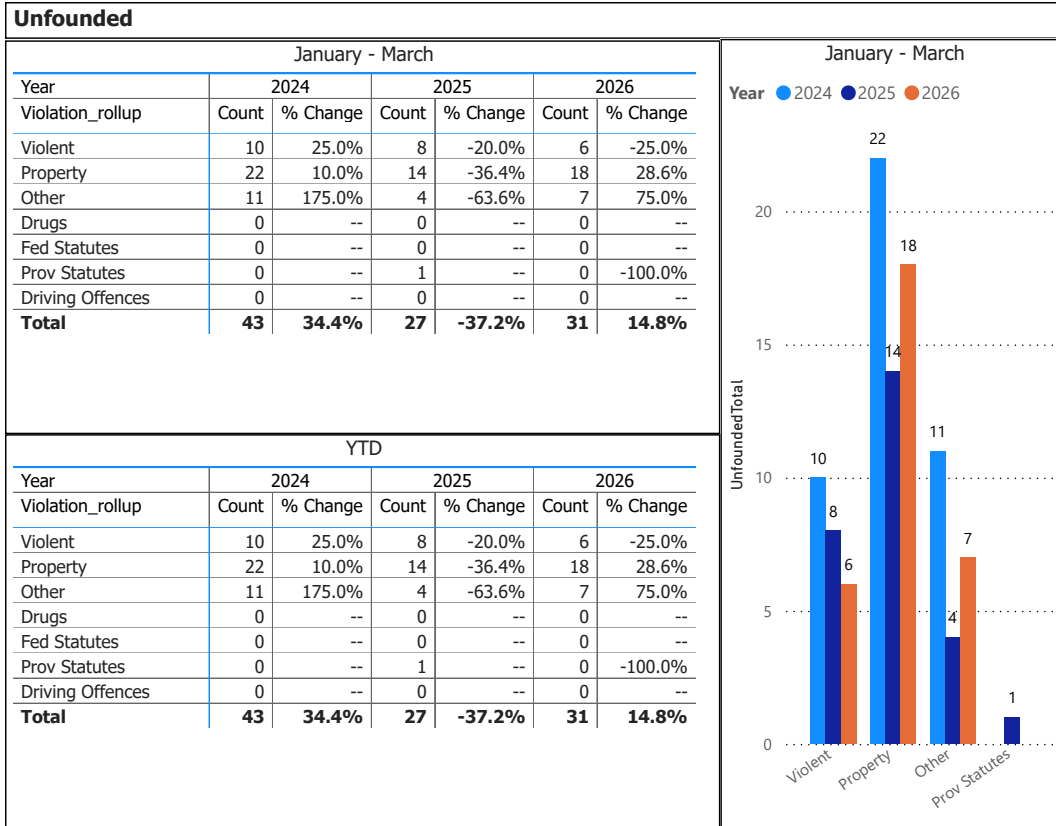 Unfounded
January - March
Year 2024 2025 2026
Violation_rollup Count % Change Count % Change Count % Change
Violent 10 25.0% 8 -20.0% 6 -25.0%
Property 22 10.0% 14 -36.4% 18 28.6%
Other 11 175.0% 4 -63.6% 7 75.0%
Drugs 0 -- 0 -- 0 --
Fed Statutes 0 -- 0 -- 0 --
Prov Statutes 0 -- 1 -- 0 -100.0%
Driving Offences 0 -- 0 -- 0 --
Total 43 34.4% 27 -37.2% 31 14.8%
YTD
Year 2024 2025 2026
Violation_rollup Count % Change Count % Change Count % Change
Violent 10 25.0% 8 -20.0% 6 -25.0%
Property 22 10.0% 14 -36.4% 18 28.6%
Other 11 175.0% 4 -63.6% 7 75.0%
Drugs 0 -- 0 -- 0 --
Fed Statutes 0 -- 0 -- 0 --
Prov Statutes 0 -- 1 -- 0 -100.0%
Driving Offences 0 -- 0 -- 0 --
Total 43 34.4% 27 -37.2% 31 14.8%
January - March
Year 2024 2025 2026
UnfoundedTotal
20
15
10
5
0
10 8 6
22 14 18
11 4 7
1
Violent Property Other Prov Statutes